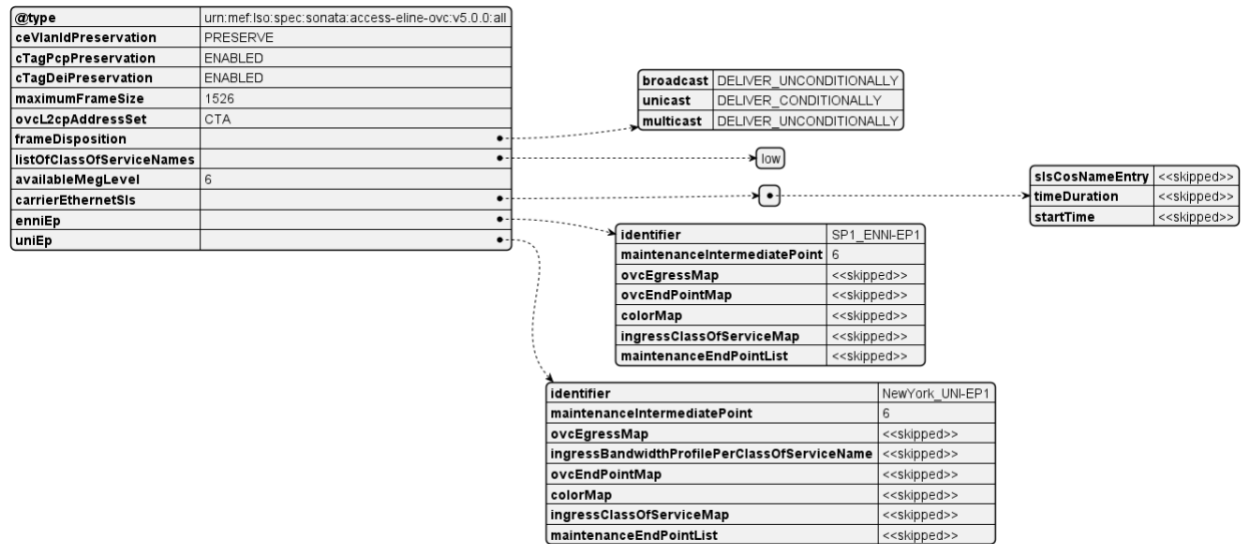 @type urn:mef:lso:spec:sonata:access-eline-ovc:v5.0.0:all
ceVlanIdPreservation PRESERVE
cTagPcpPreservation ENABLED
cTagDeiPreservation ENABLED
maximumFrameSize 1526
ovcL2cpAddressSet CTA
frameDisposition
listOfClassOfServiceNames
availableMegLevel 6
carrierEthernetSls
enniEp
uniEp
broadcast DELIVER_UNCONDITIONALLY
unicast DELIVER_CONDITIONALLY
multicast DELIVER_UNCONDITIONALLY
low
slsCosNameEntry <<skipped>>
timeDuration <<skipped>>
startTime <<skipped>>
identifier SP1_ENNI-EP1
maintenanceIntermediatePoint 6
ovcEgressMap <<skipped>>
ovcEndPointMap <<skipped>>
colorMap <<skipped>>
ingressClassOfServiceMap <<skipped>>
maintenanceEndPointList <<skipped>>
identifier NewYork_UNI-EP1
maintenanceIntermediatePoint 6
ovcEgressMap <<skipped>>
ingressBandwidthProfilePerClassOfServiceName <<skipped>>
ovcEndPointMap <<skipped>>
colorMap <<skipped>>
ingressClassOfServiceMap <<skipped>>
maintenanceEndPointList <<skipped>>